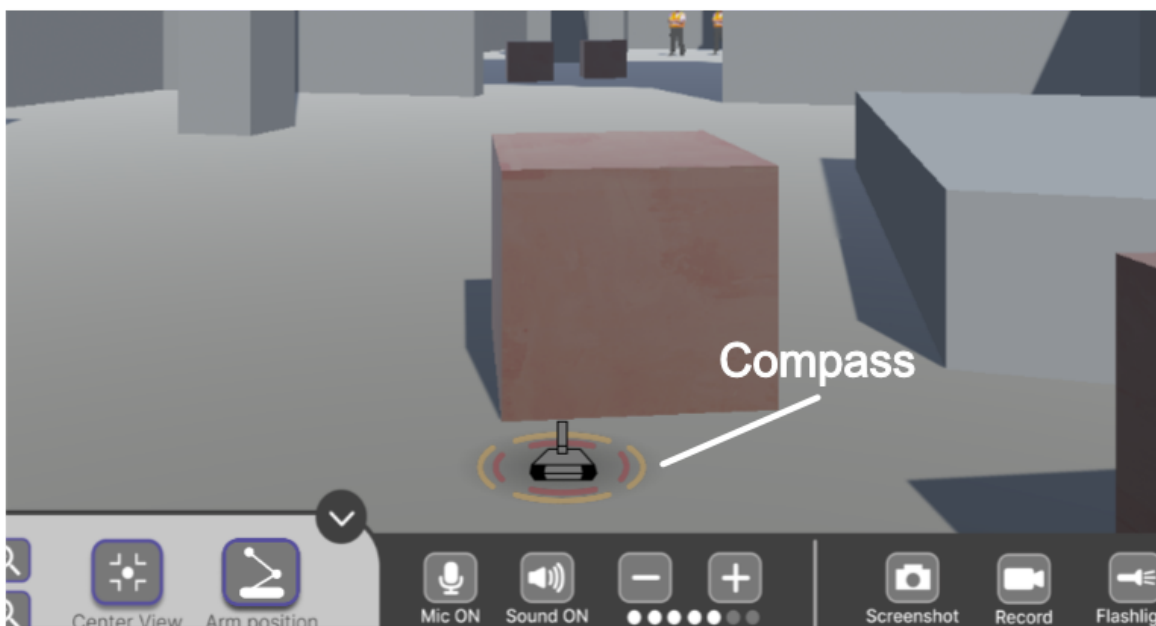 Compass
Center View
Arm position
Mic ON
Sound ON
Screenshot
Record